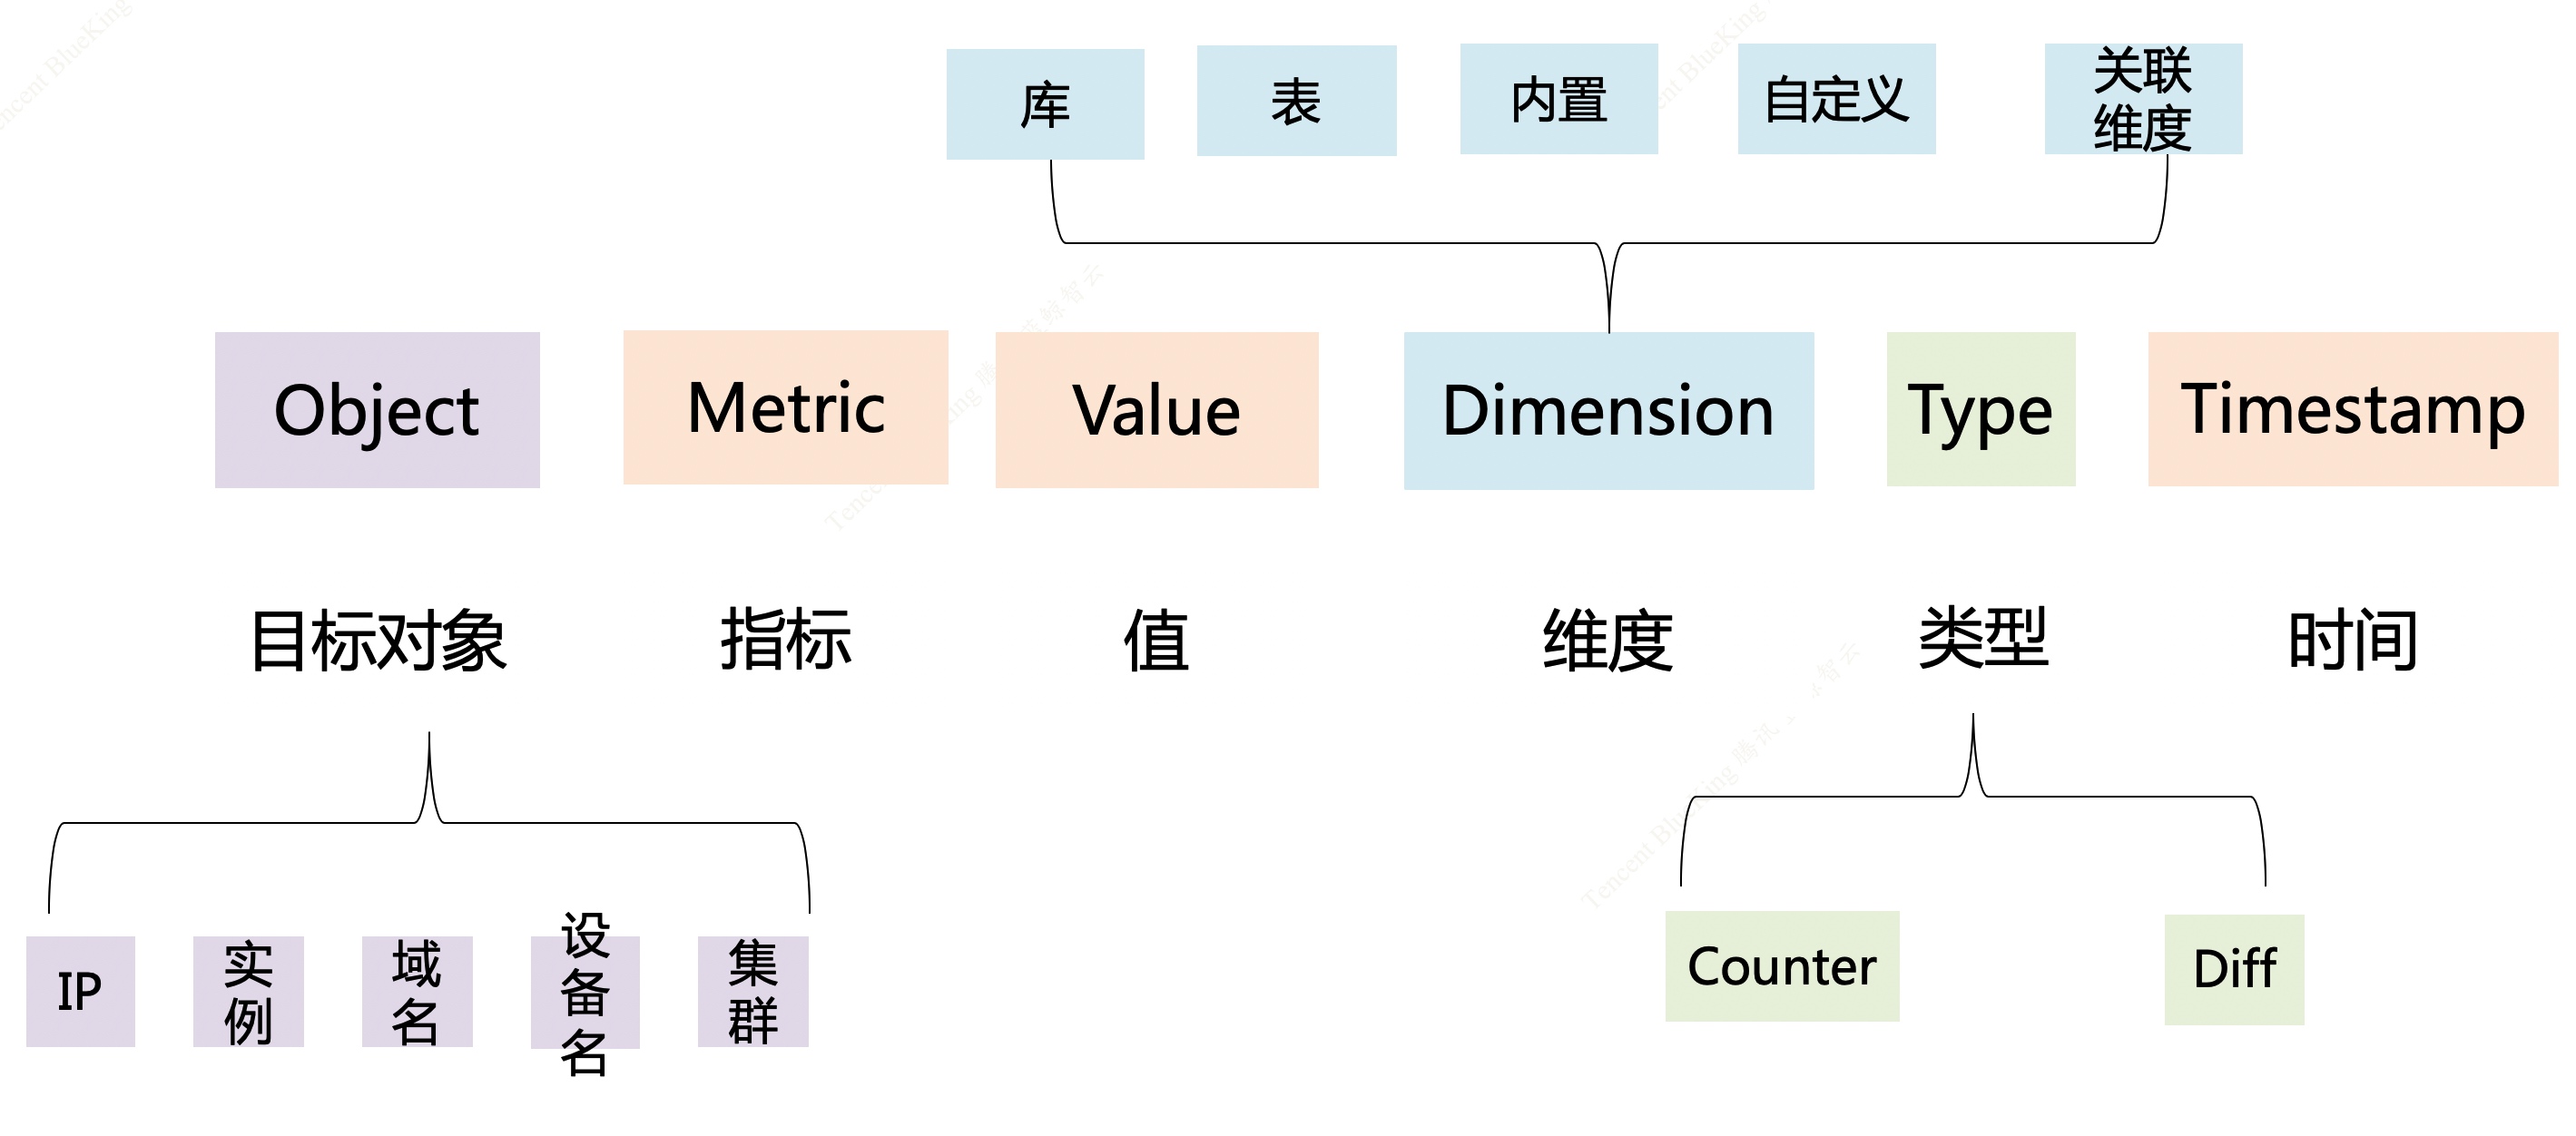 库
表
内置
自定义
关联
维度
Object
Metric
Value
Dimension
Type
Timestamp
目标对象
指标
值
维度
类型
时间
IP
实
例
域
名
设
备
名
集
群
Counter
Diff
Tencent BlueKing